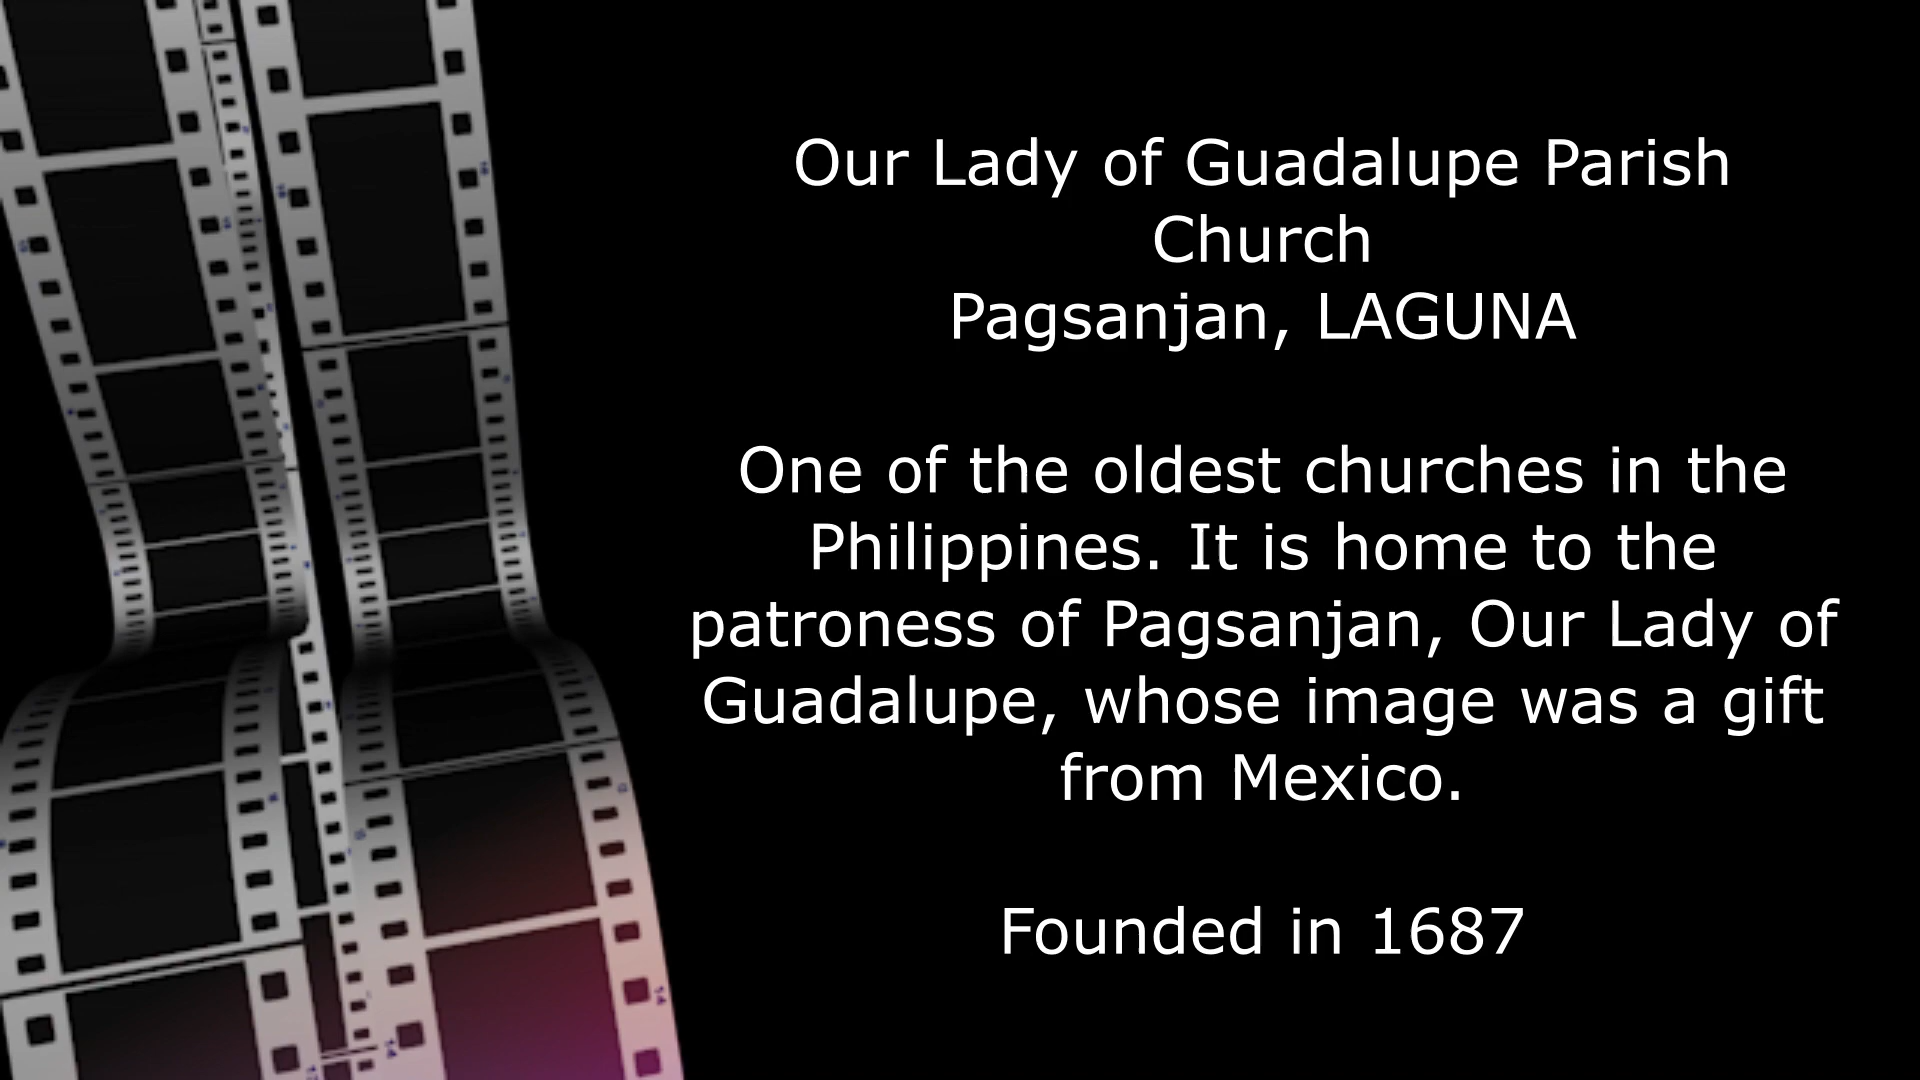 Our Lady of Guadalupe Parish
Church
Pagsanjan, LAGUNA
One of the oldest churches in the
Philippines. It is home to the
patroness of Pagsanjan, Our Lady of
Guadalupe, whose image was a gift
from Mexico.
Founded in 1687